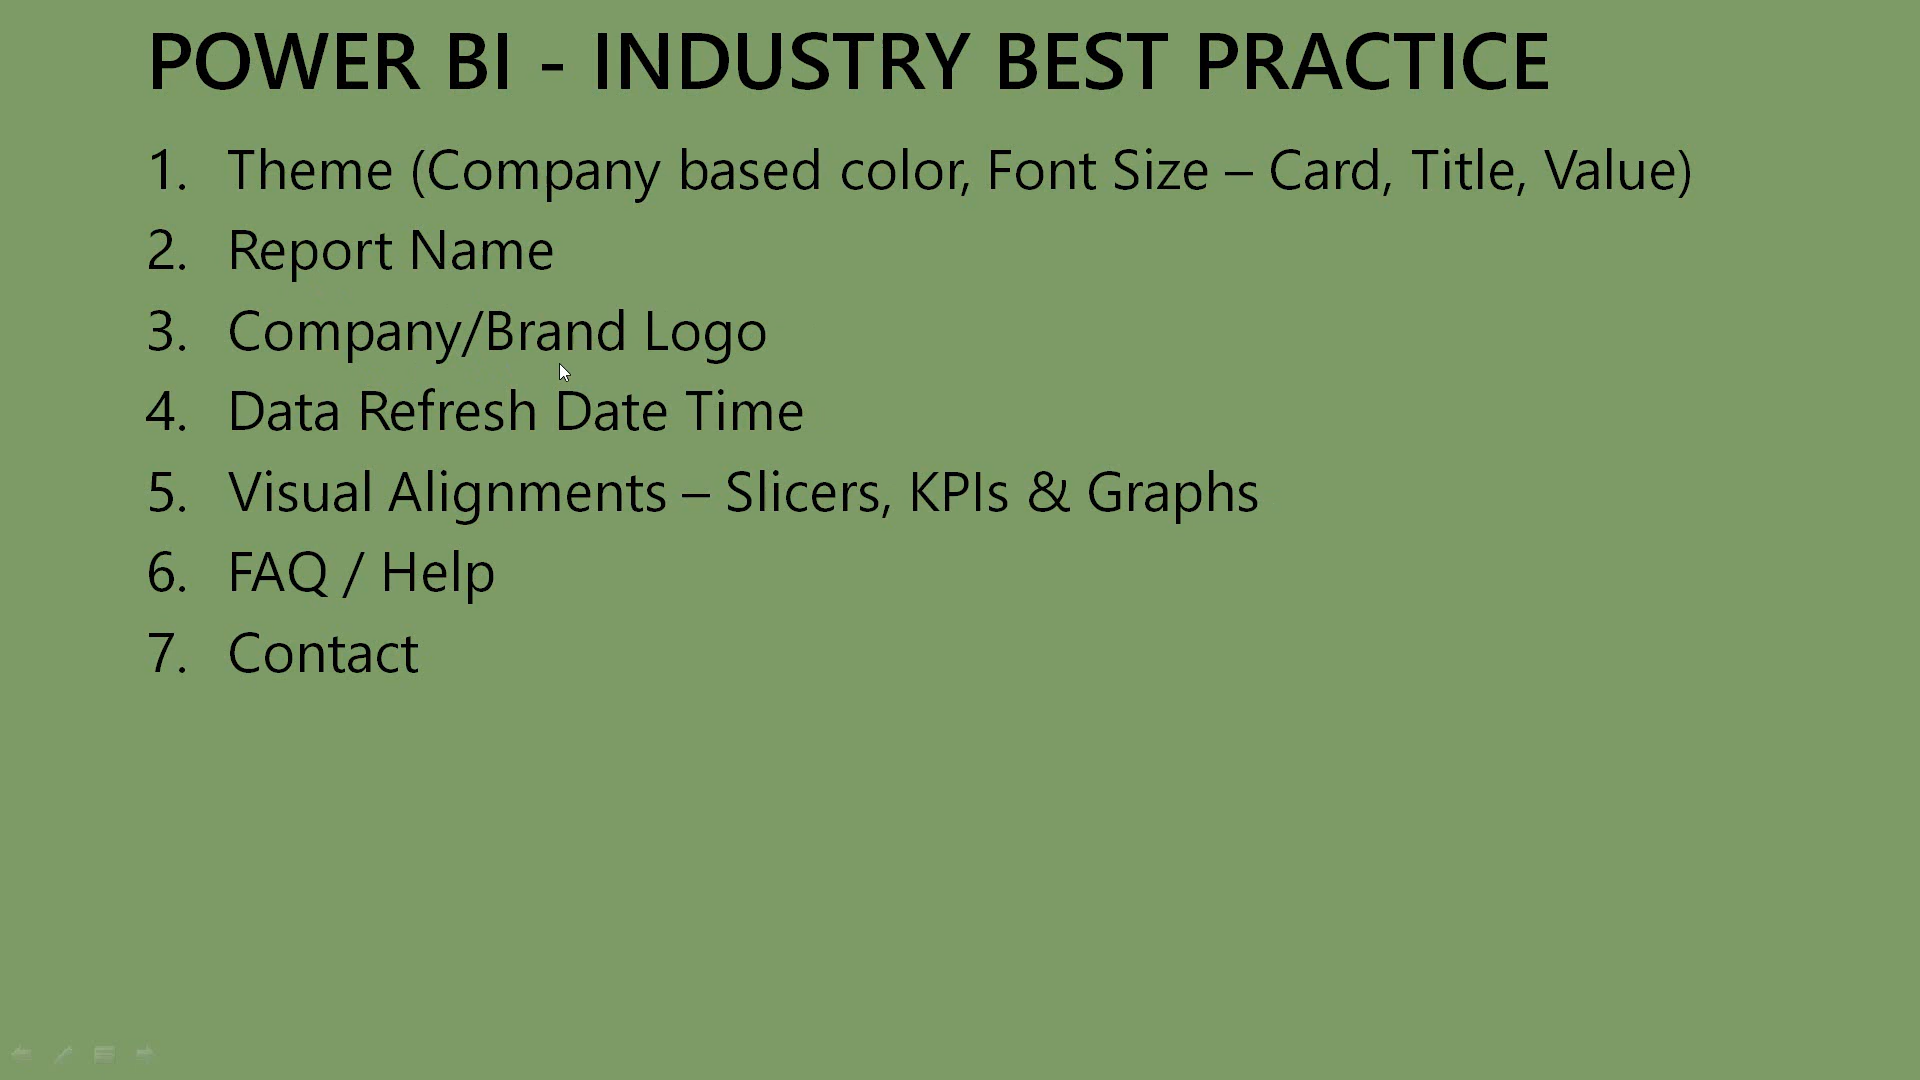 POWER BI - INDUSTRY BEST PRACTICE
1. Theme (Company based color, Font Size – Card, Title, Value)
2. Report Name
3. Company/Brand Logo
4. Data Refresh Date Time
5. Visual Alignments – Slicers, KPIs & Graphs
6. FAQ / Help
7. Contact